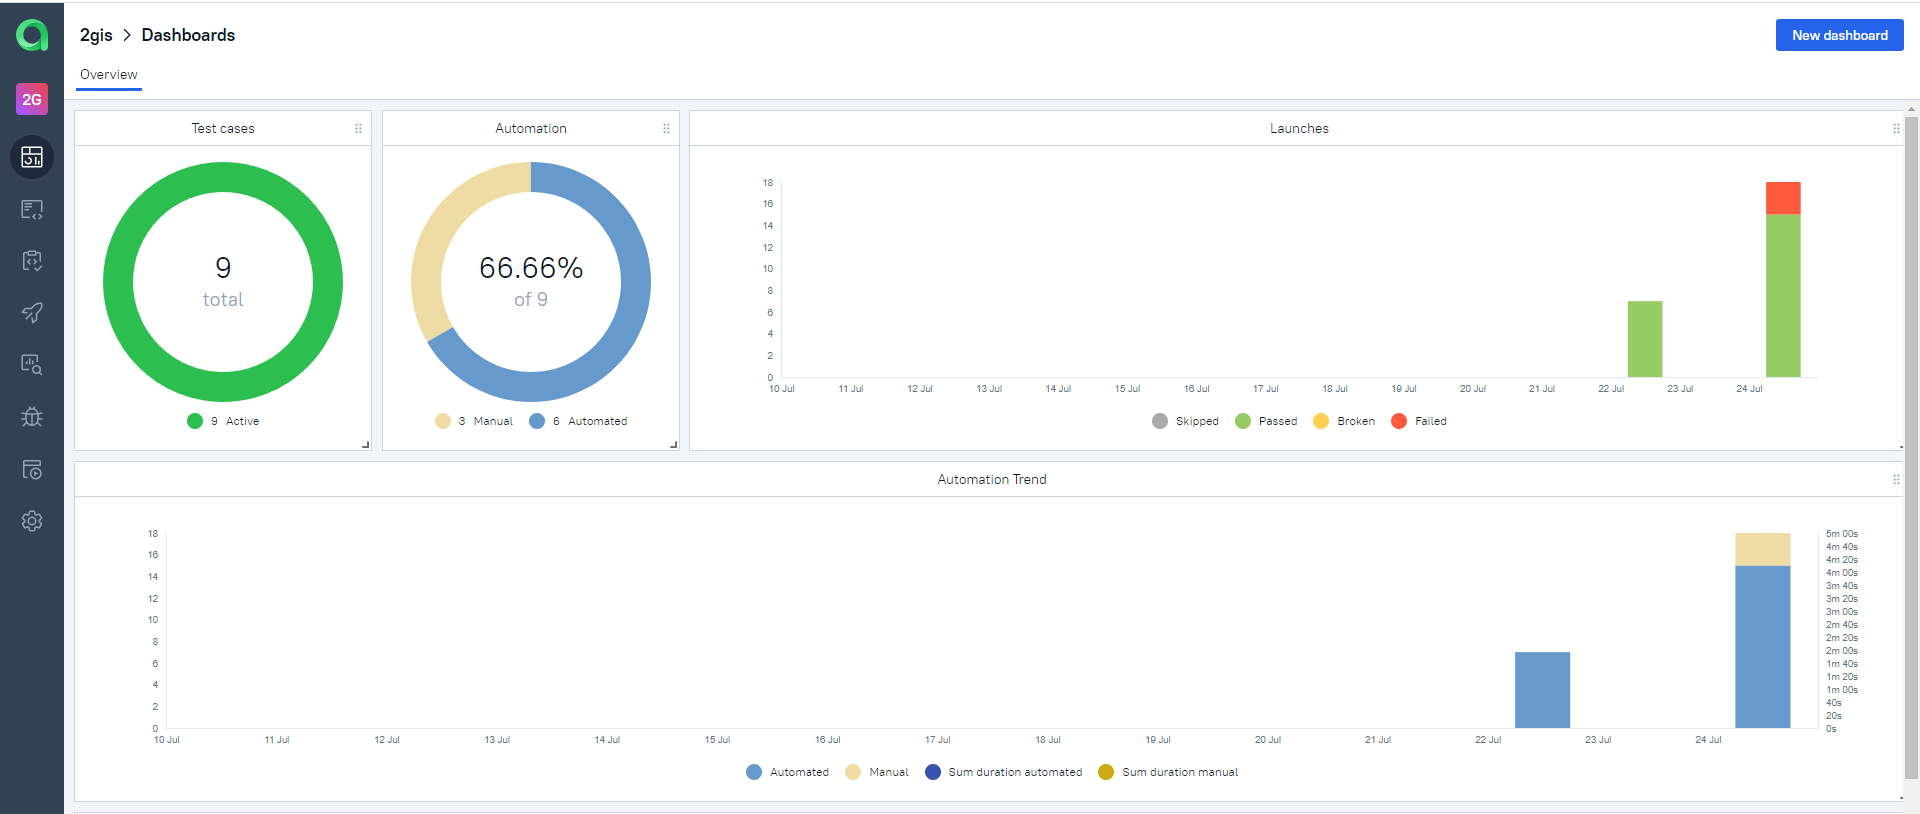 2gis > Dashboards
New dashboard
Overview
2G
Test cases
9
total
9 Active
Automation
66.66%
of 9
3 Manual 6 Automated
Launches
18
16
14
12
10
8
6
4
2
0
10 Jul 11 Jul 12 Jul 13 Jul 14 Jul 15 Jul 16 Jul 17 Jul 18 Jul 19 Jul 20 Jul 21 Jul 22 Jul 23 Jul 24 Jul
Skipped Passed Broken Failed
Automation Trend
18
16
14
12
10
8
6
4
2
0
5m 00s
4m 40s
4m 20s
4m 00s
3m 40s
3m 20s
3m 00s
2m 40s
2m 20s
2m 00s
1m 40s
1m 20s
1m 00s
40s
20s
0s
10 Jul 11 Jul 12 Jul 13 Jul 14 Jul 15 Jul 16 Jul 17 Jul 18 Jul 19 Jul 20 Jul 21 Jul 22 Jul 23 Jul 24 Jul
Automated Manual Sum duration automated Sum duration manual